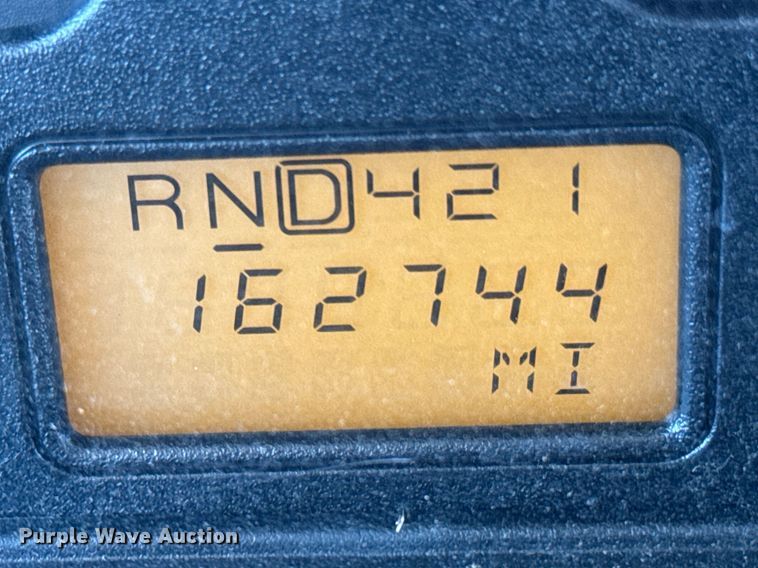 RND421
162744
MI
Purple Wave Auction